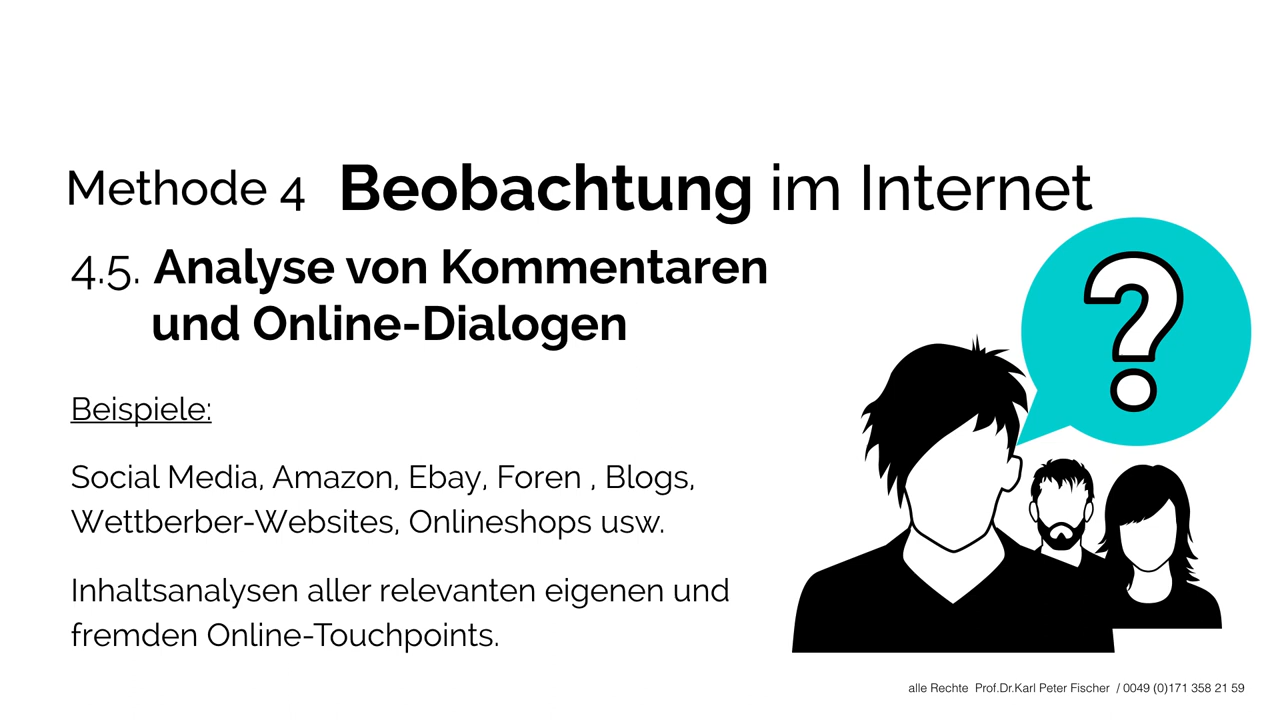 Methode 4 Beobachtung im Internet
4.5. Analyse von Kommentaren
und Online-Dialogen
Beispiele:
Social Media, Amazon, Ebay, Foren , Blogs,
Wettberber-Websites, Onlineshops usw.
Inhaltsanalysen aller relevanten eigenen und
fremden Online-Touchpoints.
?
alle Rechte Prof.Dr.Karl Peter Fischer / 0049 (0)171 358 21 59